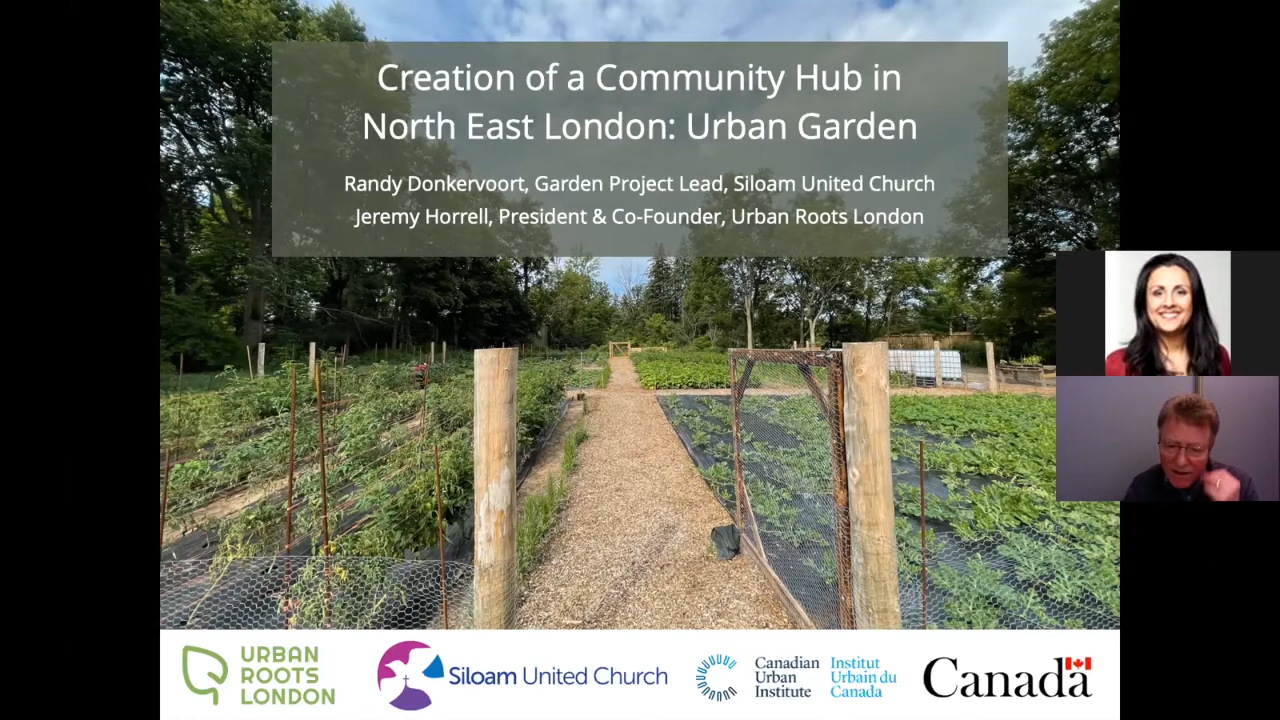 Creation of a Community Hub in
North East London: Urban Garden
Randy Donkervoort, Garden Project Lead, Siloam United Church
Jeremy Horrell, President & Co-Founder, Urban Roots London
URBAN
ROOTS
LONDON
Siloam United Church
Canadian
Urban
Institute
Institut
Urbain du
Canada
Canada